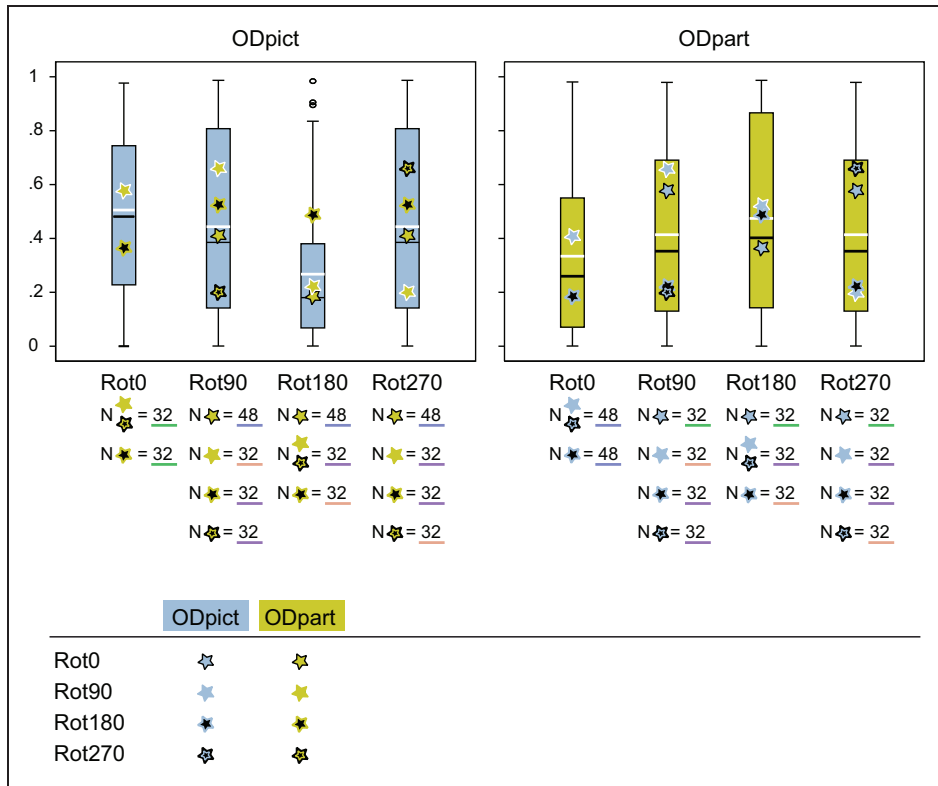 ODpict ODpart
1
.8
.6
.4
.2
0
Rot0 Rot90 Rot180 Rot270 Rot0 Rot90 Rot180 Rot270
N = 32 N = 48 N = 48 N = 48 N = 48 N = 32 N = 32 N = 32
N = 32 N = 32 N = 32 N = 32 N = 48 N = 32 N = 32 N = 32
N = 32 N = 32 N = 32 N = 32 N = 32 N = 32
N = 32 N = 32 N = 32 N = 32
ODpict ODpart
Rot0
Rot90
Rot180
Rot270